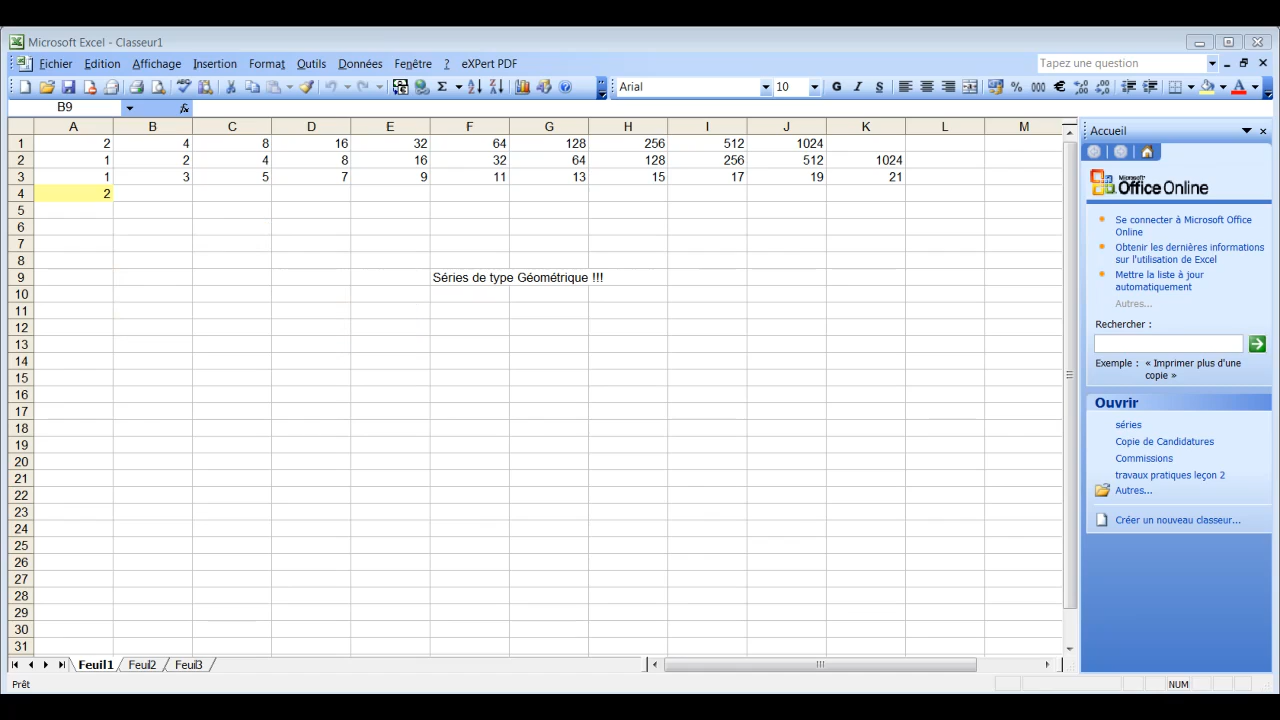 Microsoft Excel - Classeur1
Fichier Edition Affichage Insertion Format Outils Données Fenêtre ? eXPert PDF Tapez une question
Arial 10 G I S % 000 €
B9 fx
A B C D E F G H I J K L M
1 2 4 8 16 32 64 128 256 512 1024
2 1 2 4 8 16 32 64 128 256 512 1024
3 1 3 5 7 9 11 13 15 17 19 21
4 2
5
6
7
8
9 Séries de type Géométrique !!!
10
11
12
13
14
15
16
17
18
19
20
21
22
23
24
25
26
27
28
29
30
31
Feuil1 Feuil2 Feuil3
Prêt NUM
Accueil
Microsoft
Office Online
Se connecter à Microsoft Office
Online
Obtenir les dernières informations
sur l'utilisation de Excel
Mettre la liste à jour
automatiquement
Autres...
Rechercher :
Exemple : « Imprimer plus d'une
copie »
Ouvrir
séries
Copie de Candidatures
Commissions
travaux pratiques leçon 2
Autres...
Créer un nouveau classeur...